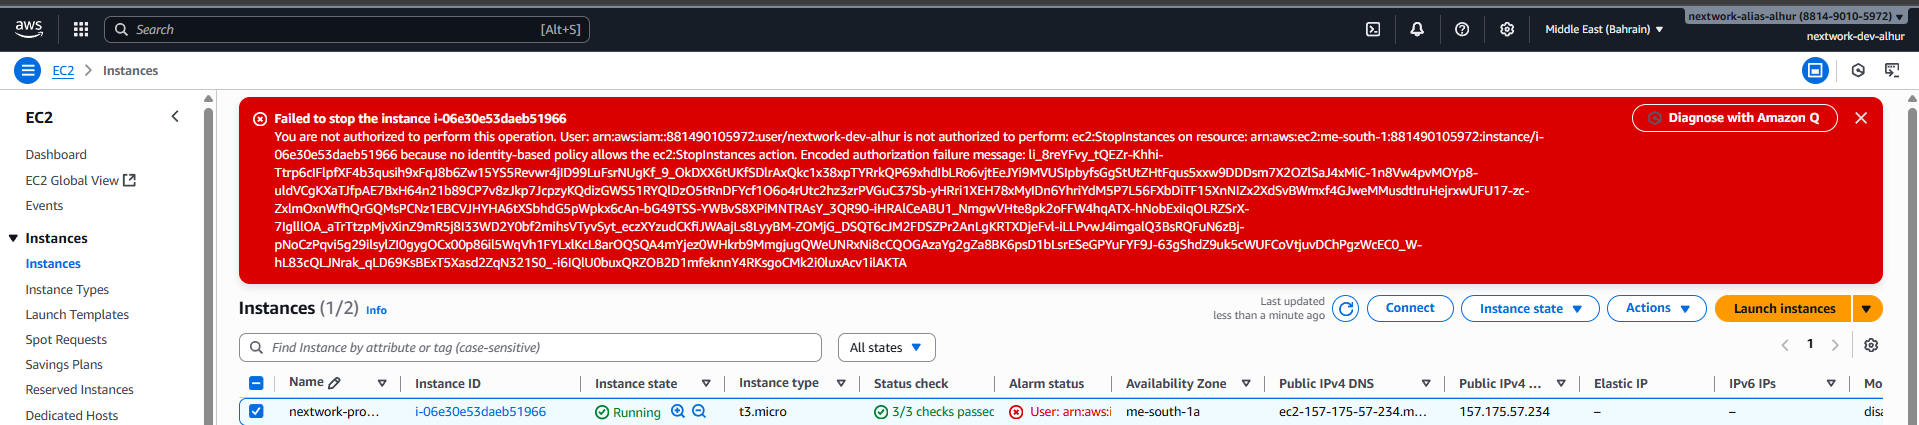 aws
Search
[Alt+S]
Middle East (Bahrain)
nextwork-alias-alhur (8814-9010-5972)
nextwork-dev-alhur
EC2 > Instances
EC2
Dashboard
EC2 Global View
Events
Instances
Instances
Instance Types
Launch Templates
Spot Requests
Savings Plans
Reserved Instances
Dedicated Hosts
Failed to stop the instance i-06e30e53daeb51966
Diagnose with Amazon Q
You are not authorized to perform this operation. User: arn:aws:iam::881490105972:user/nextwork-dev-alhur is not authorized to perform: ec2:StopInstances on resource: arn:aws:ec2:me-south-1:881490105972:instance/i-
06e30e53daeb51966 because no identity-based policy allows the ec2:StopInstances action. Encoded authorization failure message: li_8reYFvy_tQEZr-Khhi-
Ttrp6cIFlpfXF4b3qusih9xFqJ8b6Zw15YS5Revwr4jID99LuFsrNUgKf_9_OkDXX6tUKfSDlrAxQkc1x38xpTYRrkQP69xhdIbLRo6vjtEeJYi9MVUSIpbyfsGgStUtZHtFqus5xxw9DDDsm7X2OZlSaJ4xMiC-1n8Vw4pvMOYp8-
uldVCgKXaTJfpAE7BxH64n21b89CP7v8zJkp7JcpzyKQdizGWS51RYQlDzO5tRnDFYcf1O6o4rUtc2hz3zrPVGuC37Sb-yHRri1XEH78xMyIDn6YhriYdM5P7L56FXbDiTF15XnNIZx2XdSvBWmxf4GJweMMusdtIruHejrxwUFU17-zc-
ZxlmOxnWfhQrGQMsPCNz1EBCVJHYHA6tXSbhdG5pWpkx6cAn-bG49TSS-YWBvS8XPiMNTRAsY_3QR90-iHRAlCeABU1_NmgwVHte8pk2oFFW4hqATX-hNobExiIqOLRZSrX-
7IglllOA_aTrTtzpMjvXinZ9mR5j8I33WD2Y0bf2mihsVTyvSyt_eczXYzudCKfiJWAajLs8LyyBM-ZOMjG_DSQT6cJM2FDSZPr2AnLgKRTXDjeFvl-iLLPvwJ4imgalQ3BsRQFuN6zBj-
pNoCzPqvi5g29ilsylZI0gygOCx00p86il5WqVh1FYLxlKcL8arOQSQA4mYjez0WHkrb9MmgjugQWeUNRxNi8cCQOGAzaYg2gZa8BK6psD1bLsrESeGPYuFYF9J-63gShdZ9uk5cWUFCoVtjuvDChPgzWcEC0_W-
hL83cQLJNrak_qLD69KsBExT5Xasd2ZqN321S0_-i6IQlU0buxQRZOB2D1mfeknnY4RKsgoCMk2i0luxAcv1ilAKTA
Instances (1/2) Info
Last updated
less than a minute ago
Connect
Instance state
Actions
Launch instances
Find Instance by attribute or tag (case-sensitive)
All states
1
Name Instance ID Instance state Instance type Status check Alarm status Availability Zone Public IPv4 DNS Public IPv4 ... Elastic IP IPv6 IPs Mo
nextwork-pro... i-06e30e53daeb51966 Running t3.micro 3/3 checks passec User: arn:aws:i me-south-1a ec2-157-175-57-234.m... 157.175.57.234 – – disa